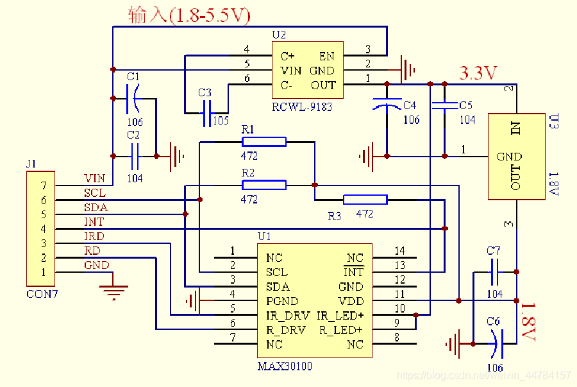 输入(1.8-5.5V)
U2
4 C+ EN 3
5 VIN GND 2
6 C- OUT 1
RCWL-9183
3.3V
C1
106
C2
104
C3
105
C4
106
C5
104
2
U3
IN
1 GND
OUT
1.8V
3
R1
472
R2
472
R3
472
J1
7 VIN
6 SCL
5 SDA
4 INT
3 IRD
2 RD
1 GND
CON7
U1
1 NC NC 14
2 SCL INT 13
3 SDA GND 12
4 PGND VDD 11
5 IR_DRV IR_LED+ 10
6 R_DRV R_LED+ 9
7 NC NC 8
MAX30100
C7
104
1.8V
C6
106